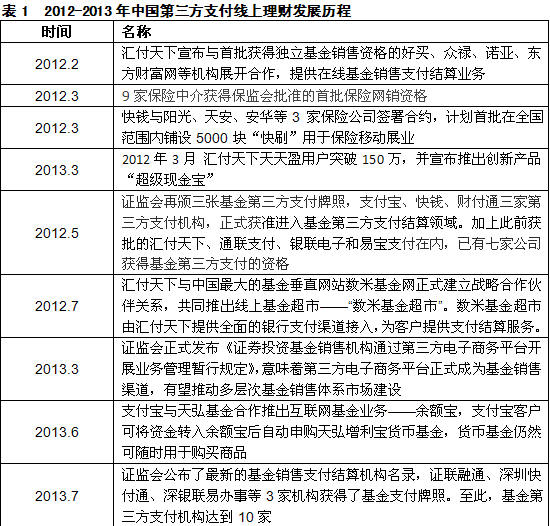 表 1 2012-2013 年中国第三方支付线上理财发展历程
时间 名称
2012.2 汇付天下宣布与首批获得独立基金销售资格的好买、众禄、诺亚、东
方财富网等机构展开合作，提供在线基金销售支付结算业务
2012.3 9 家保险中介获得保监会批准的首批保险网销资格
2012.3 快钱与阳光、天安、安华等 3 家保险公司签署合约，计划首批在全国
范围内铺设 5000 块“快刷”用于保险移动展业
2013.3 2012 年 3 月 汇付天下天天盈用户突破 150 万，并宣布推出创新产品
“超级现金宝”
2012.5 证监会再颁三张基金第三方支付牌照，支付宝、快钱、财付通三家第
三方支付机构，正式获准进入基金第三方支付结算领域。加上此前获
批的汇付天下、通联支付、银联电子和易宝支付在内，已有七家公司
获得基金第三方支付的资格
2012.7 汇付天下与中国最大的基金垂直网站数米基金网正式建立战略合作伙
伴关系，共同推出线上基金超市——“数米基金超市”。数米基金超市
由汇付天下提供全面的银行支付渠道接入，为客户提供支付结算服务。
2013.3 证监会正式发布《证券投资基金销售机构通过第三方电子商务平台开
展业务管理暂行规定》，意味着第三方电子商务平台正式成为基金销售
渠道，有望推动多层次基金销售体系市场建设
2013.6 支付宝与天弘基金合作推出互联网基金业务——余额宝，支付宝客户
可将资金转入余额宝后自动申购天弘增利宝货币基金，货币基金仍然
可随时用于购买商品
2013.7 证监会公布了最新的基金销售支付结算机构名录，证联融通、深圳快
付通、深银联易办事等 3 家机构获得了基金支付牌照。至此，基金第
三方支付机构达到 10 家